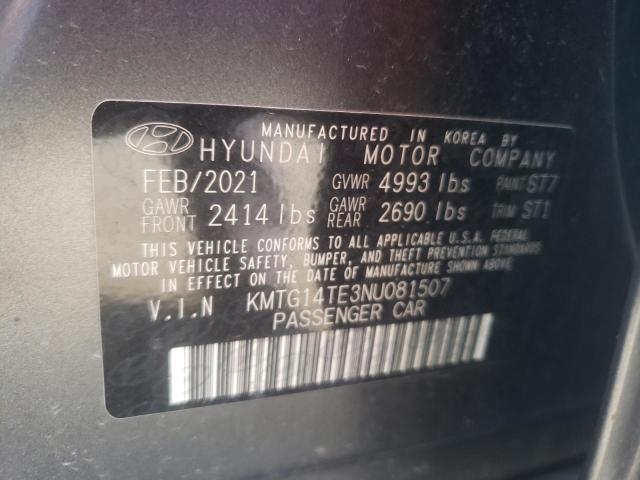 MANUFACTURED IN KOREA BY
HYUNDAI MOTOR COMPANY
FEB/2021 GVWR 4993 lbs PAINT ST7
GAWR FRONT 2414 lbs GAWR REAR 2690 lbs TRIM ST1
THIS VEHICLE CONFORMS TO ALL APPLICABLE U.S.A. FEDERAL
MOTOR VEHICLE SAFETY, BUMPER, AND THEFT PREVENTION STANDARDS
IN EFFECT ON THE DATE OF MANUFACTURE SHOWN ABOVE.
V.I.N KMTG14TE3NU081507
PASSENGER CAR